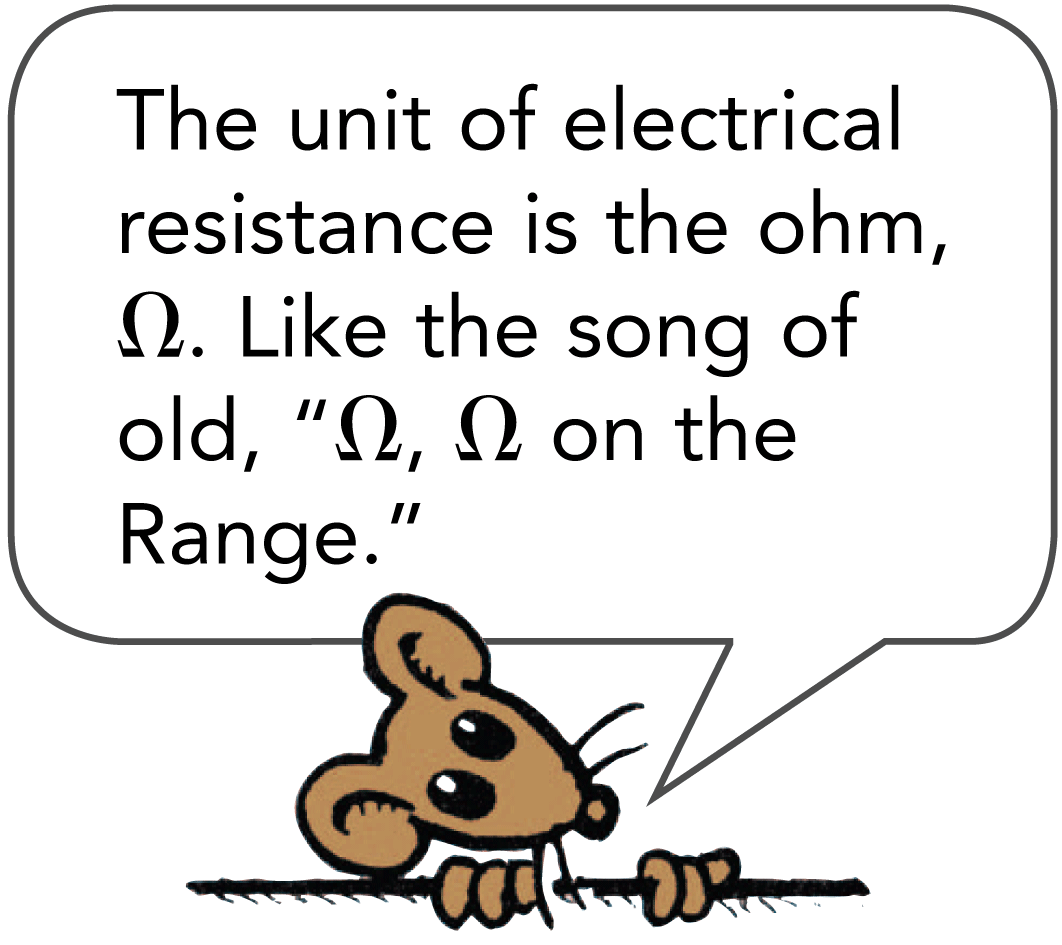 The unit of electrical
resistance is the ohm,
Ω. Like the song of
old, “Ω, Ω on the
Range.”